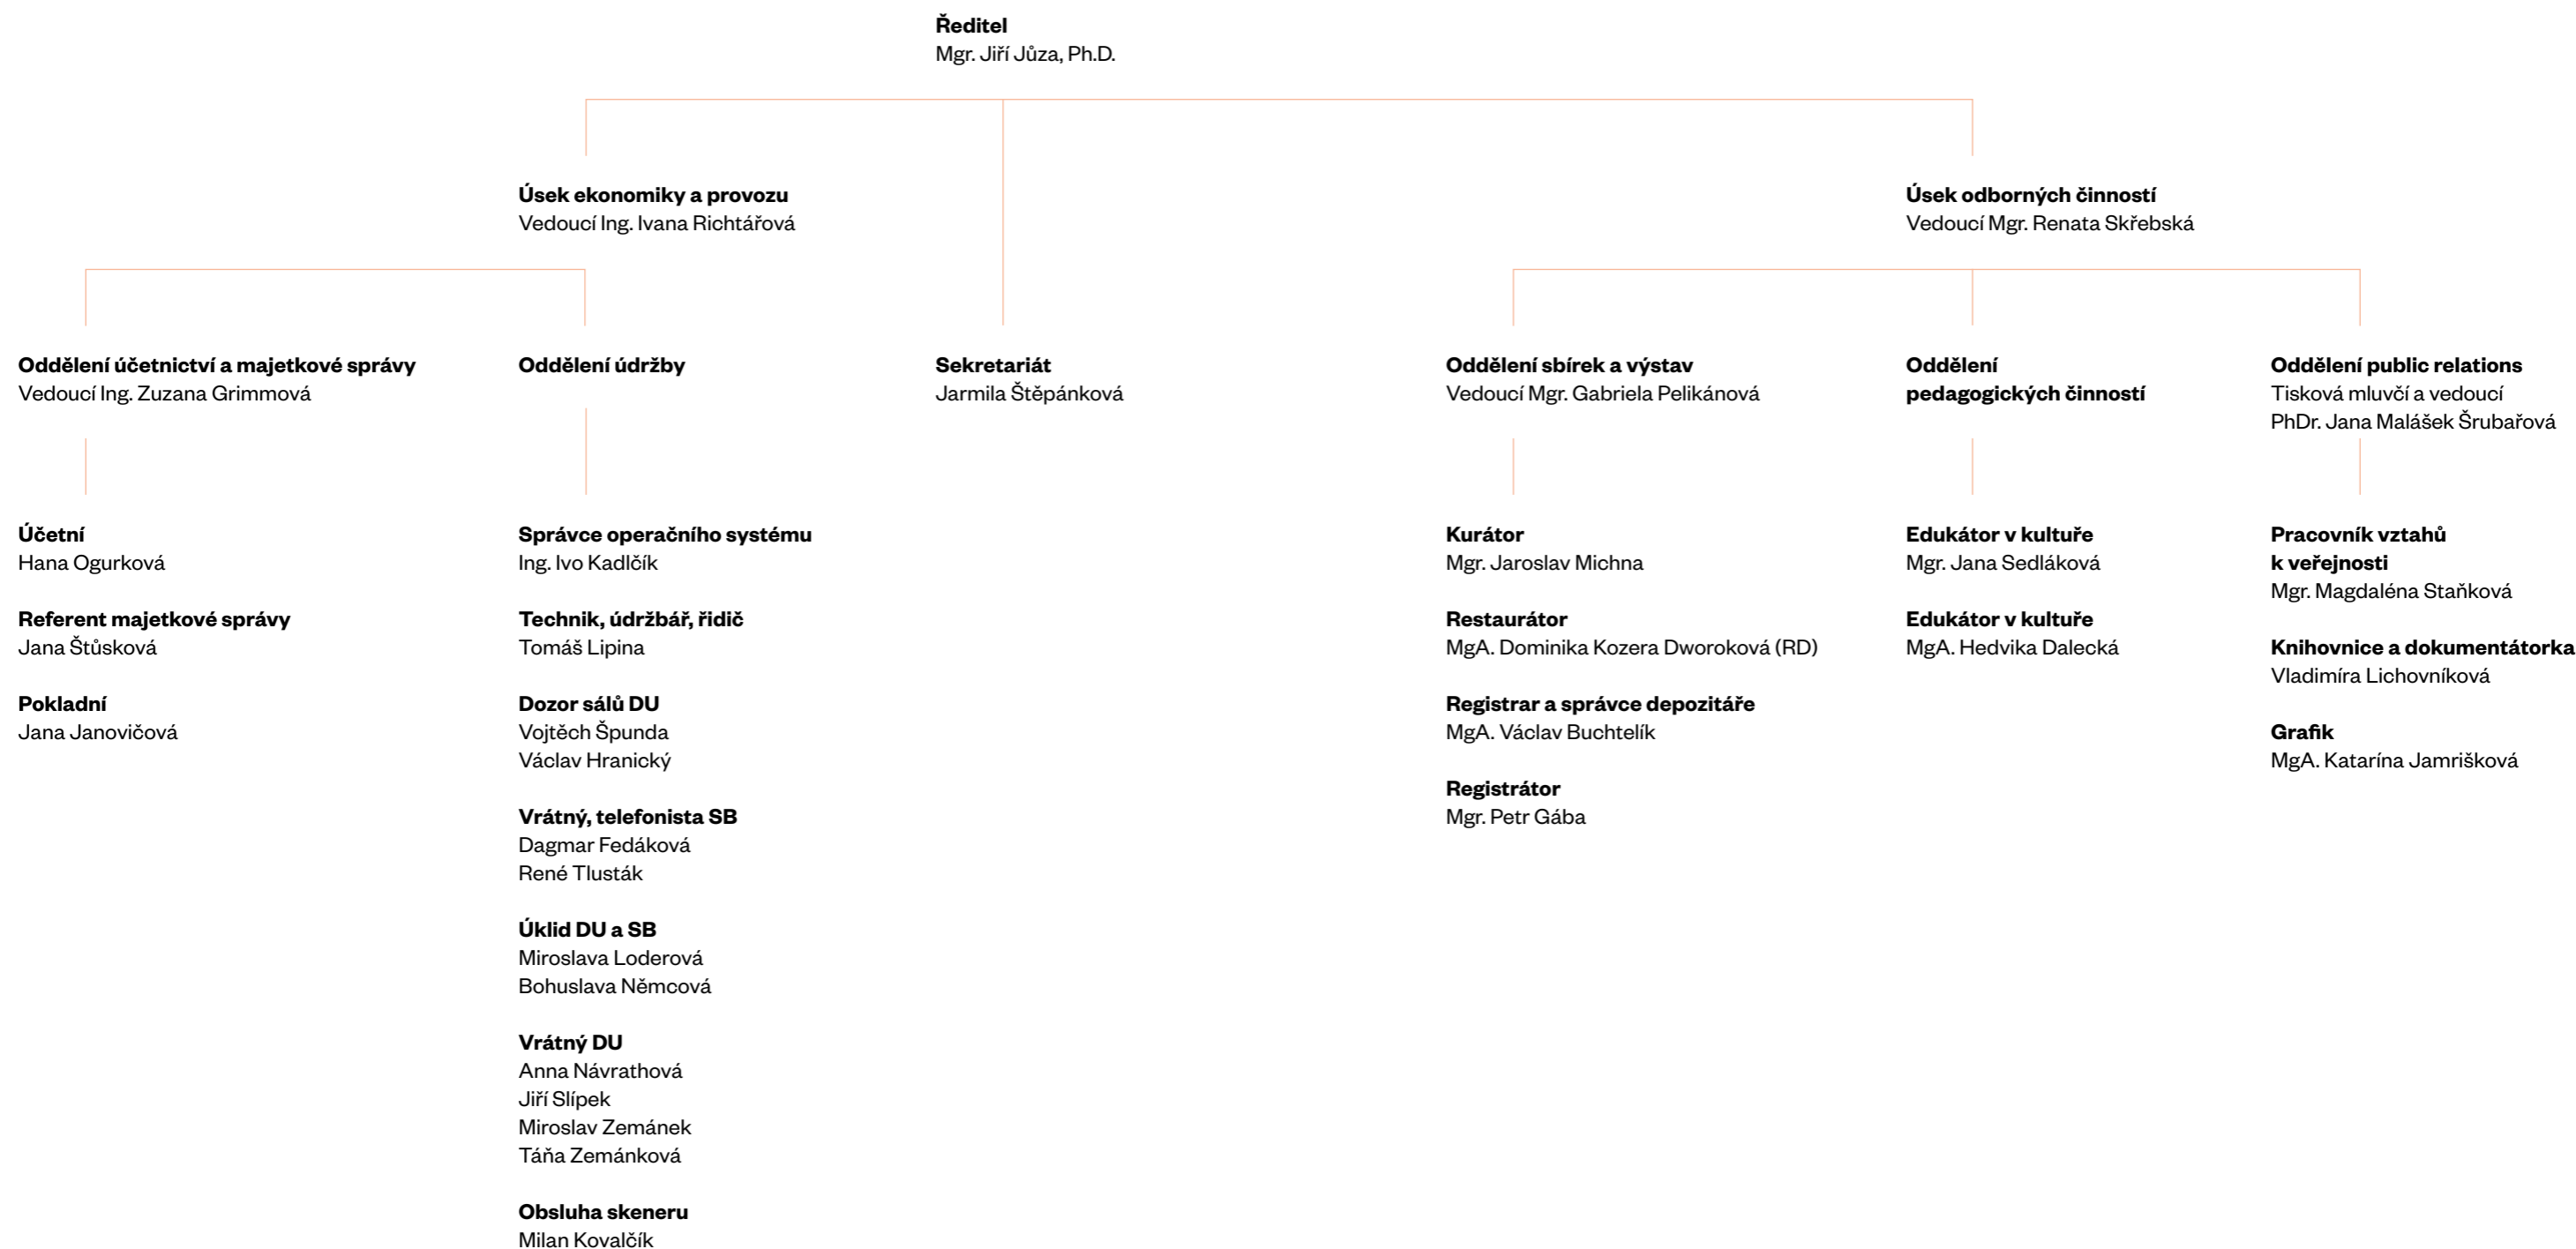 Ředitel
Mgr. Jiří Jůza, Ph.D.
Úsek ekonomiky a provozu
Vedoucí Ing. Ivana Richtářová
Úsek odborných činností
Vedoucí Mgr. Renata Skřebská
Oddělení účetnictví a majetkové správy
Vedoucí Ing. Zuzana Grimmová
Oddělení údržby
Sekretariát
Jarmila Štěpánková
Oddělení sbírek a výstav
Vedoucí Mgr. Gabriela Pelikánová
Oddělení
pedagogických činností
Oddělení public relations
Tisková mluvčí a vedoucí
PhDr. Jana Malášek Šrubařová
Účetní
Hana Ogurková
Referent majetkové správy
Jana Štůsková
Pokladní
Jana Janovičová
Správce operačního systému
Ing. Ivo Kadlčík
Technik, údržbář, řidič
Tomáš Lipina
Dozor sálů DU
Vojtěch Špunda
Václav Hranický
Vrátný, telefonista SB
Dagmar Fedáková
René Tlusták
Úklid DU a SB
Miroslava Loderová
Bohuslava Němcová
Vrátný DU
Anna Návrathová
Jiří Slípek
Miroslav Zemánek
Táňa Zemánková
Obsluha skeneru
Milan Kovalčík
Kurátor
Mgr. Jaroslav Michna
Restaurátor
MgA. Dominika Kozera Dworoková (RD)
Registrar a správce depozitáře
MgA. Václav Buchtelík
Registrátor
Mgr. Petr Gába
Edukátor v kultuře
Mgr. Jana Sedláková
Edukátor v kultuře
MgA. Hedvika Dalecká
Pracovník vztahů
k veřejnosti
Mgr. Magdaléna Staňková
Knihovnice a dokumentátorka
Vladimíra Lichovníková
Grafik
MgA. Katarína Jamrišková